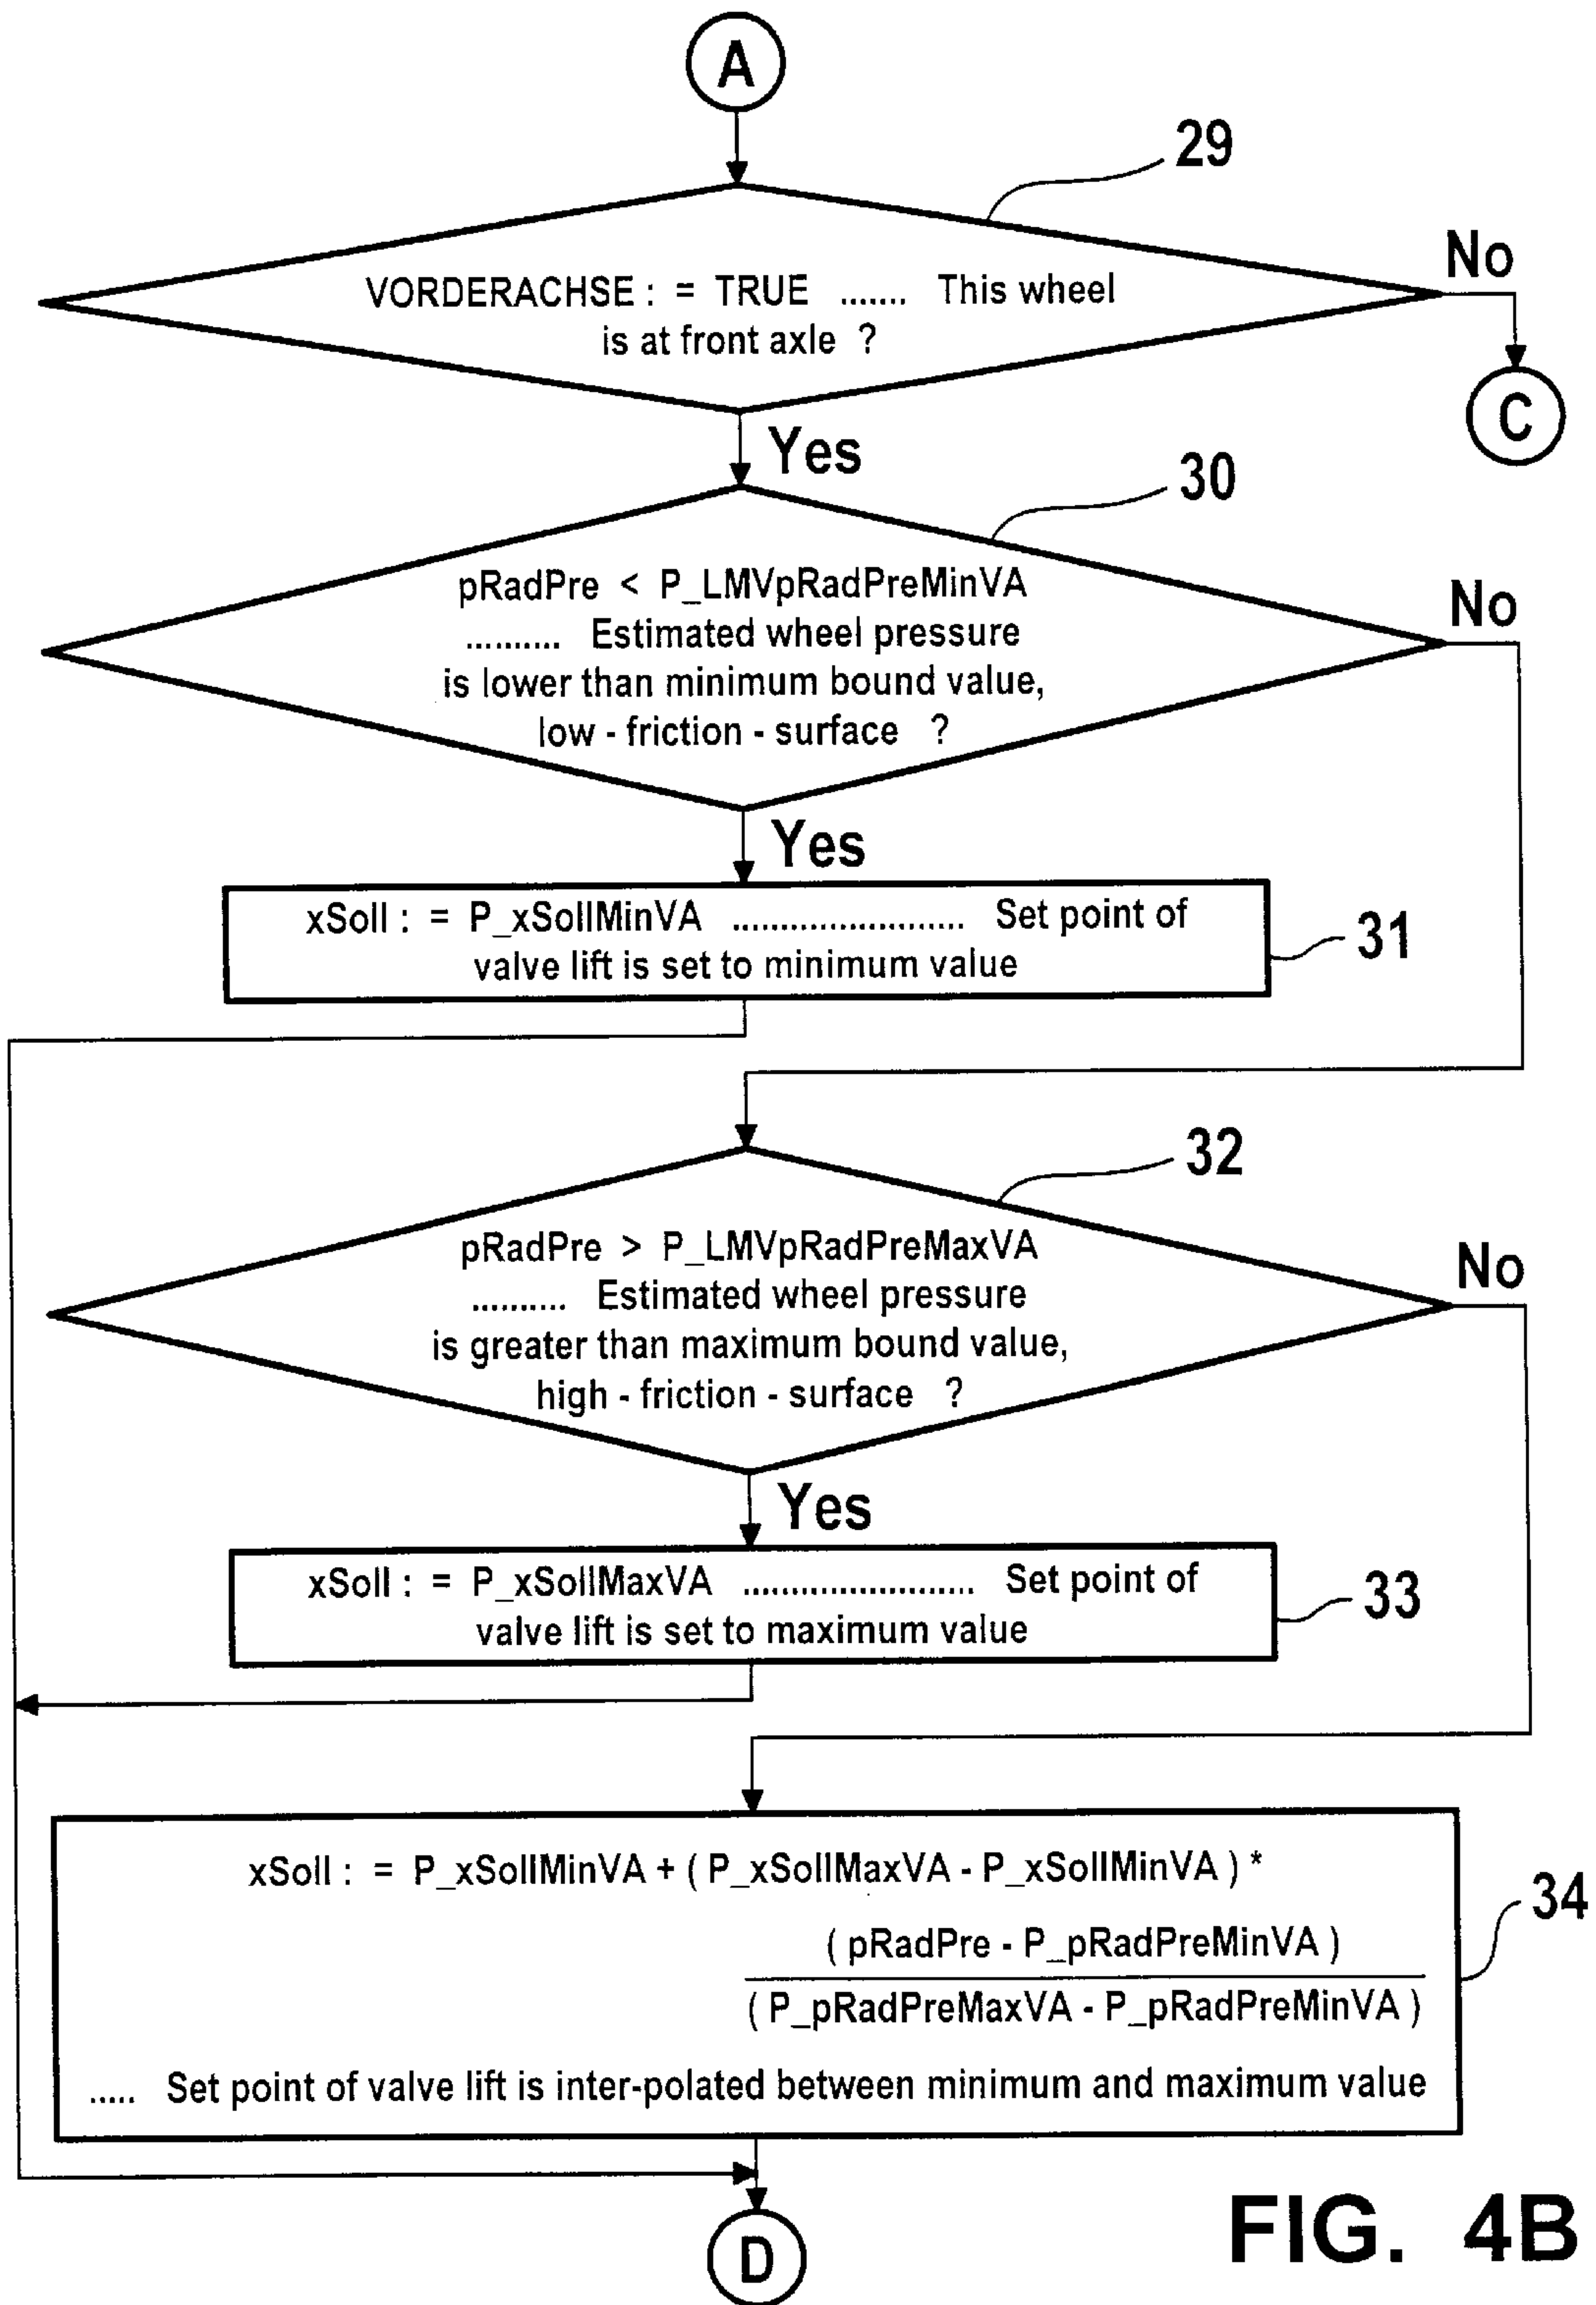 A
29
VORDERACHSE : = TRUE ....... This wheel
is at front axle ?
No
C
Yes
30
pRadPre < P_LMVpRadPreMinVA
.......... Estimated wheel pressure
is lower than minimum bound value,
low - friction - surface ?
No
Yes
xSoll : = P_xSollMinVA ........................ Set point of
valve lift is set to minimum value
31
32
pRadPre > P_LMVpRadPreMaxVA
.......... Estimated wheel pressure
is greater than maximum bound value,
high - friction - surface ?
No
Yes
xSoll : = P_xSollMaxVA ........................ Set point of
valve lift is set to maximum value
33
xSoll : = P_xSollMinVA + ( P_xSollMaxVA - P_xSollMinVA ) *
( pRadPre - P_pRadPreMinVA )
( P_pRadPreMaxVA - P_pRadPreMinVA )
..... Set point of valve lift is inter-polated between minimum and maximum value
34
D
FIG. 4B